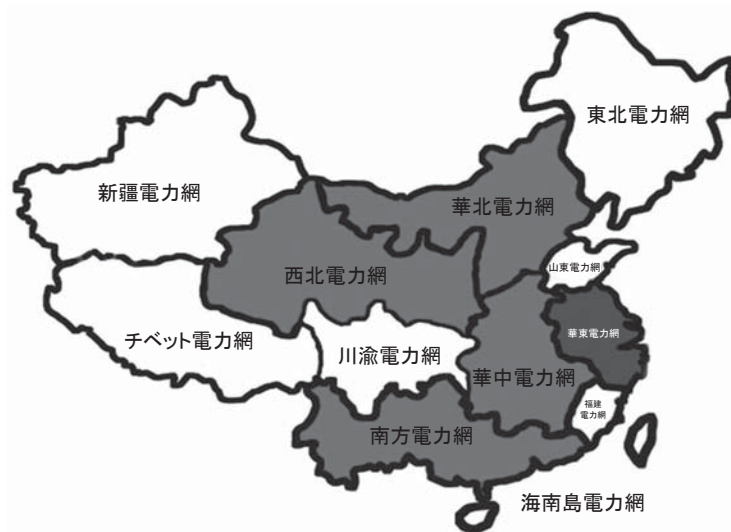 東北電力網
新疆電力網
華北電力網
山東電力網
西北電力網
華東電力網
チベット電力網
川渝電力網
華中電力網
福建
電力網
南方電力網
海南島電力網